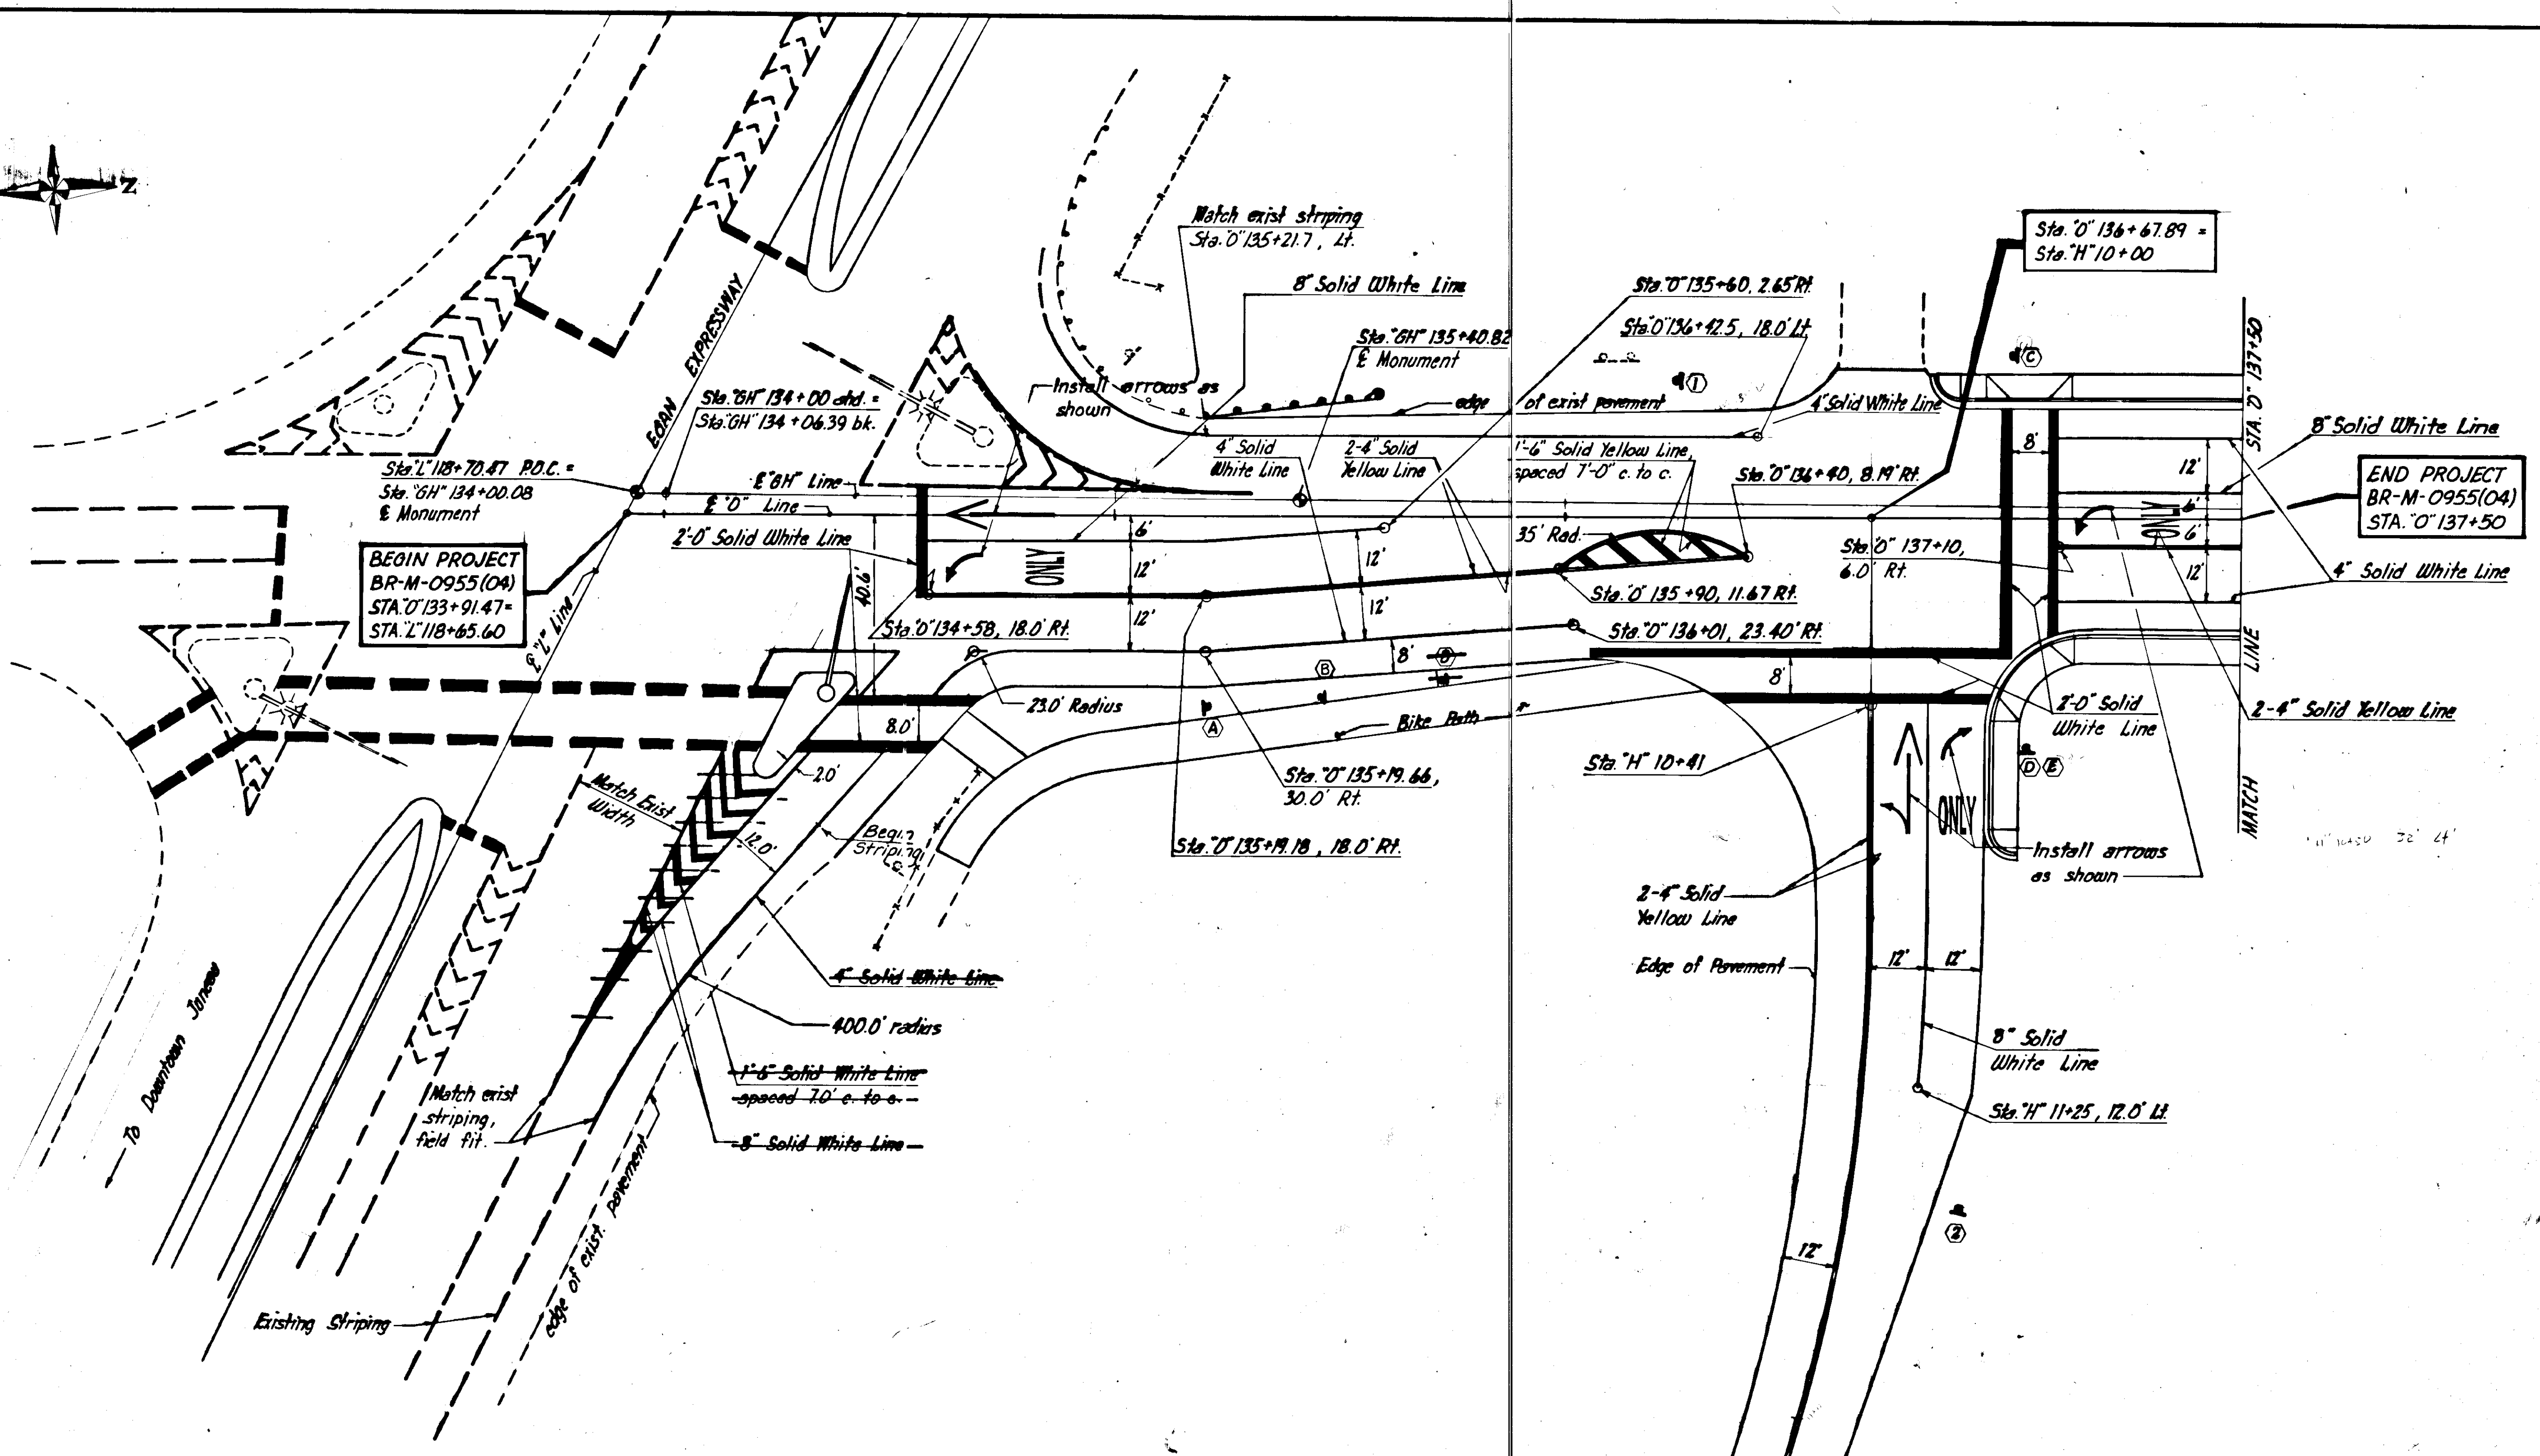 N
Match exist striping
Sta. "O" 135+21.7, Lt.
8" Solid White Line
Sta. "GH" 135+40.82
℄ Monument
Sta. "O" 135+60, 2.65' Rt.
Sta. "O" 136+42.5, 18.0' Lt.
Sta. "O" 136+67.89 =
Sta. "H" 10+00
EGAN EXPRESSWAY
Sta. "GH" 134+00 ahd. =
Sta. "GH" 134+06.39 bk.
Install arrows as
shown
edge of exist pavement
4" Solid White Line
1
C
STA. "O" 137+50
MATCH LINE
8" Solid White Line
Sta. "L" 118+70.47 P.O.C. =
Sta. "GH" 134+00.08
℄ Monument
℄ "GH" Line
℄ "O" Line
2'-0" Solid White Line
4" Solid
White Line
2-4" Solid
Yellow Line
1'-6" Solid Yellow Line,
spaced 7'-0" c. to c.
Sta. "O" 136+40, 8.19' Rt.
8'
12'
6'
6'
12'
ONLY
END PROJECT
BR-M-0955(04)
STA. "O" 137+50
BEGIN PROJECT
BR-M-0955(04)
STA. "O" 133+91.47=
STA. "L" 118+65.60
℄ "L" Line
40.6'
ONLY
6'
12'
12'
12'
12'
35' Rad.
Sta. "O" 137+10,
6.0' Rt.
4" Solid White Line
Sta. "O" 134+58, 18.0' Rt.
Sta. "O" 135+90, 11.67 Rt.
Sta. "O" 136+01, 23.40' Rt.
8'
B
A
8.0'
23.0' Radius
Bike Path
8'
2'-0" Solid
White Line
2-4" Solid Yellow Line
Sta. "O" 135+19.66,
30.0' Rt.
Sta. "O" 135+19.18, 18.0' Rt.
Sta. "H" 10+41
D E
ONLY
Install arrows
as shown
Match Exist
Width
2.0'
12.0'
Begin
Striping
4" Solid White Line
400.0' radius
1'-6" Solid White Line
spaced 7.0' c. to c.
8" Solid White Line
2-4" Solid
Yellow Line
Edge of Pavement
12'
12'
8" Solid
White Line
Sta. "H" 11+25, 12.0' Lt.
2
12'
To Downtown Juneau
Match exist
striping,
field fit.
Existing Striping
edge of exist. pavement